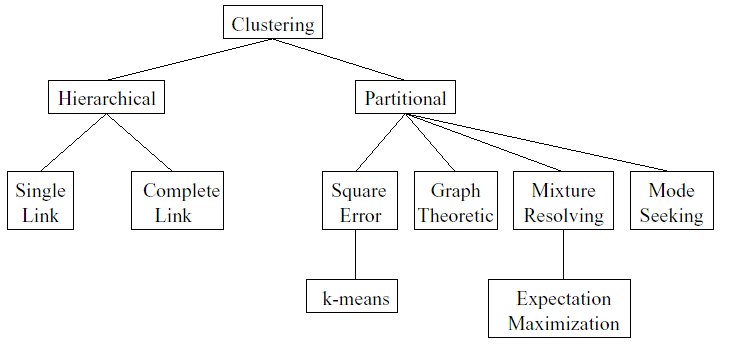 Clustering
Hierarchical
Partitional
Single
Link
Complete
Link
Square
Error
Graph
Theoretic
Mixture
Resolving
Mode
Seeking
k-means
Expectation
Maximization